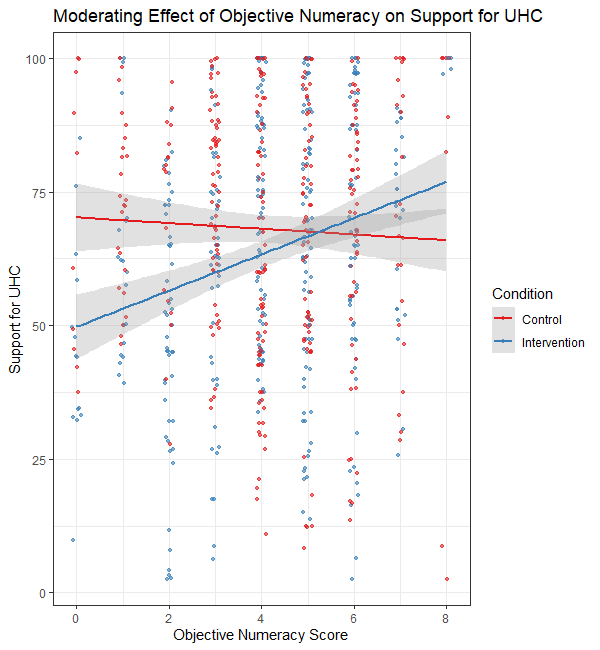 Moderating Effect of Objective Numeracy on Support for UHC
100
75
50
25
0
Support for UHC
0 2 4 6 8
Objective Numeracy Score
Condition
Control
Intervention